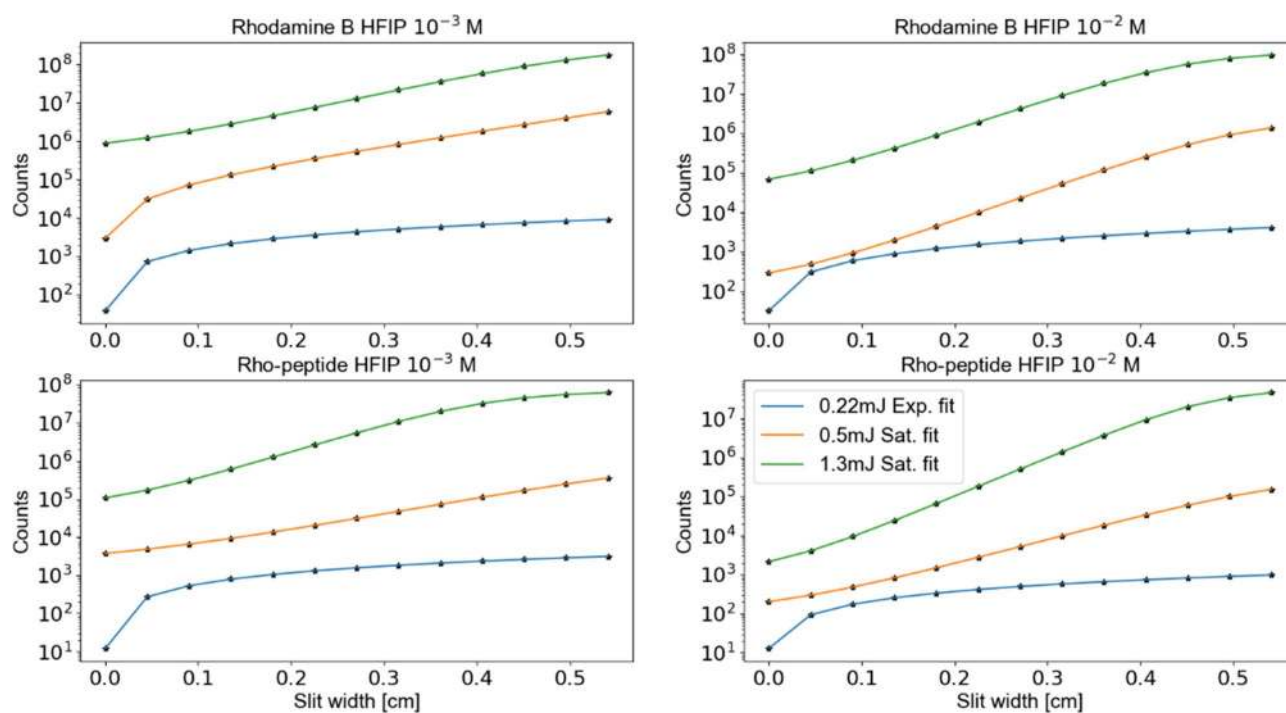 Rhodamine B HFIP 10⁻³ M
Counts
10⁸
10⁷
10⁶
10⁵
10⁴
10³
10²
0.0 0.1 0.2 0.3 0.4 0.5
Rhodamine B HFIP 10⁻² M
Counts
10⁸
10⁷
10⁶
10⁵
10⁴
10³
10²
0.0 0.1 0.2 0.3 0.4 0.5
Rho-peptide HFIP 10⁻³ M
Counts
10⁸
10⁷
10⁶
10⁵
10⁴
10³
10²
10¹
0.0 0.1 0.2 0.3 0.4 0.5
Slit width [cm]
Rho-peptide HFIP 10⁻² M
0.22mJ Exp. fit
0.5mJ Sat. fit
1.3mJ Sat. fit
Counts
10⁷
10⁶
10⁵
10⁴
10³
10²
10¹
0.0 0.1 0.2 0.3 0.4 0.5
Slit width [cm]